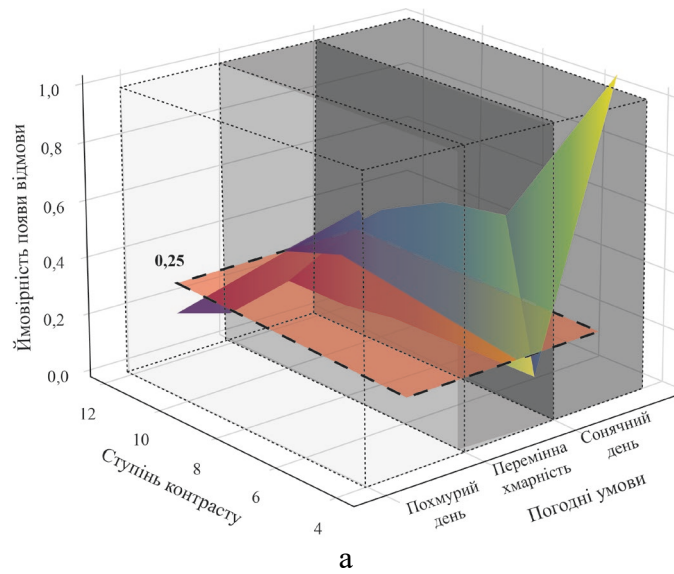 Ймовірність появи відмови
1,0
0,8
0,6
0,4
0,2
0,0
0,25
12
10
8
6
4
Ступінь контрасту
Похмурий
день
Перемінна
хмарність
Сонячний
день
Погодні умови
а